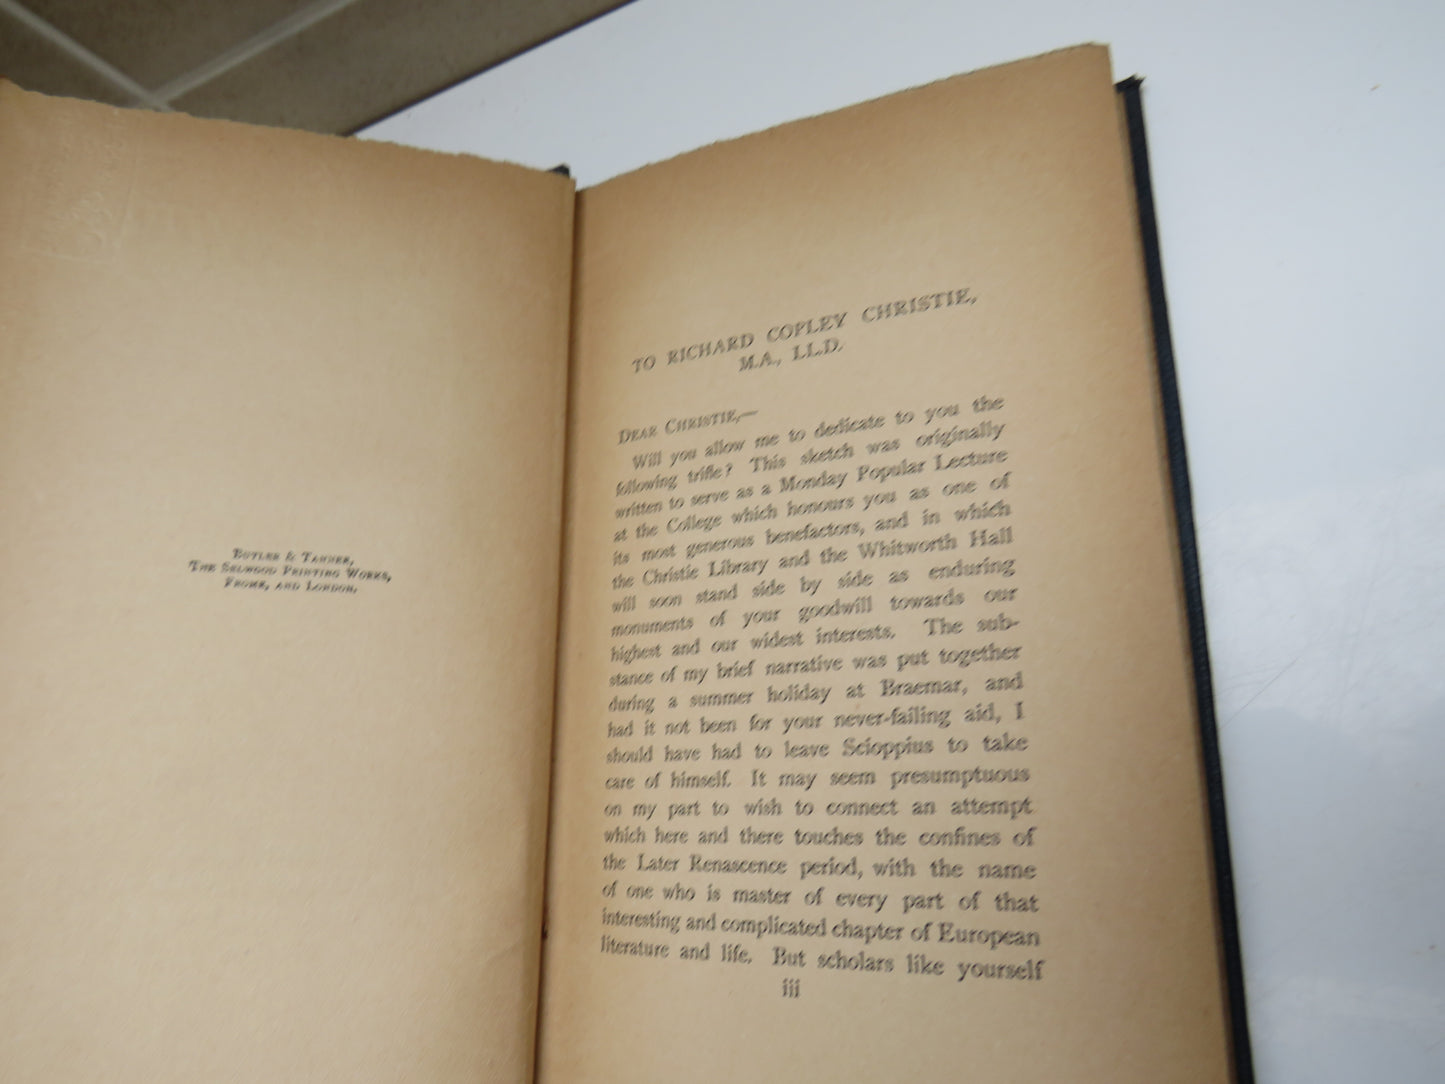 BUTLER & TANNER,
THE SELWOOD PRINTING WORKS,
FROME, AND LONDON.
TO RICHARD COPLEY CHRISTIE,
M.A., LL.D.
DEAR CHRISTIE,—
Will you allow me to dedicate to you the
following trifle? This sketch was originally
written to serve as a Monday Popular Lecture
at the College which honours you as one of
its most generous benefactors, and in which
the Christie Library and the Whitworth Hall
will soon stand side by side as enduring
monuments of your goodwill towards our
highest and our widest interests. The sub-
stance of my brief narrative was put together
during a summer holiday at Braemar, and
had it not been for your never-failing aid, I
should have had to leave Scioppius to take
care of himself. It may seem presumptuous
on my part to wish to connect an attempt
which here and there touches the confines of
the Later Renascence period, with the name
of one who is master of every part of that
interesting and complicated chapter of European
literature and life. But scholars like yourself
iii